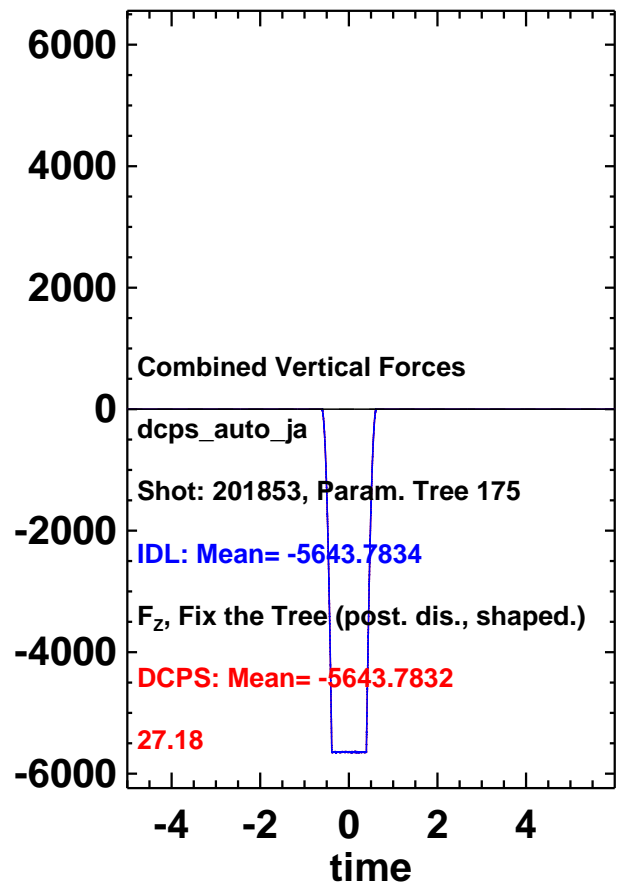 6000
4000
2000
Combined Vertical Forces
0
dcps_auto_ja
Shot: 201853, Param. Tree 175
-2000
IDL: Mean= -5643.7834
F_Z, Fix the Tree (post. dis., shaped.)
-4000
DCPS: Mean= -5643.7832
27.18
-6000
-4 -2 0 2 4
time